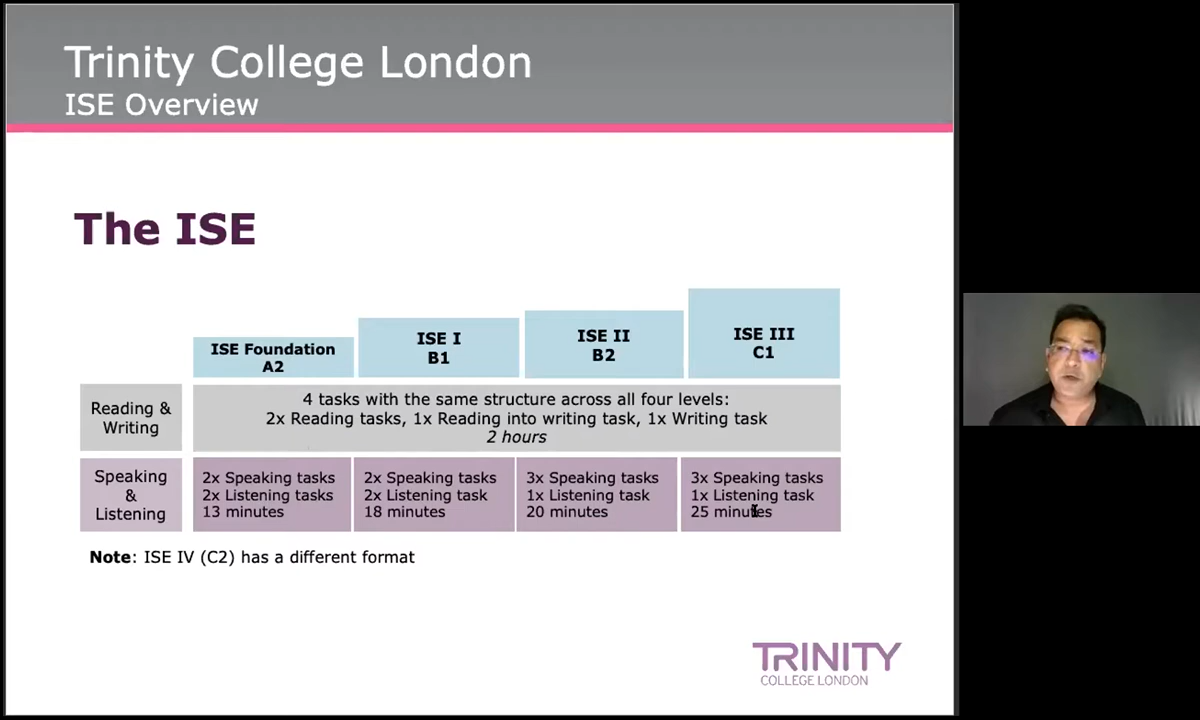 Trinity College London
ISE Overview
The ISE
ISE Foundation
A2
ISE I
B1
ISE II
B2
ISE III
C1
Reading &
Writing
4 tasks with the same structure across all four levels:
2x Reading tasks, 1x Reading into writing task, 1x Writing task
2 hours
Speaking
&
Listening
2x Speaking tasks
2x Listening tasks
13 minutes
2x Speaking tasks
2x Listening task
18 minutes
3x Speaking tasks
1x Listening task
20 minutes
3x Speaking tasks
1x Listening task
25 minutes
Note: ISE IV (C2) has a different format
TRINITY
COLLEGE LONDON